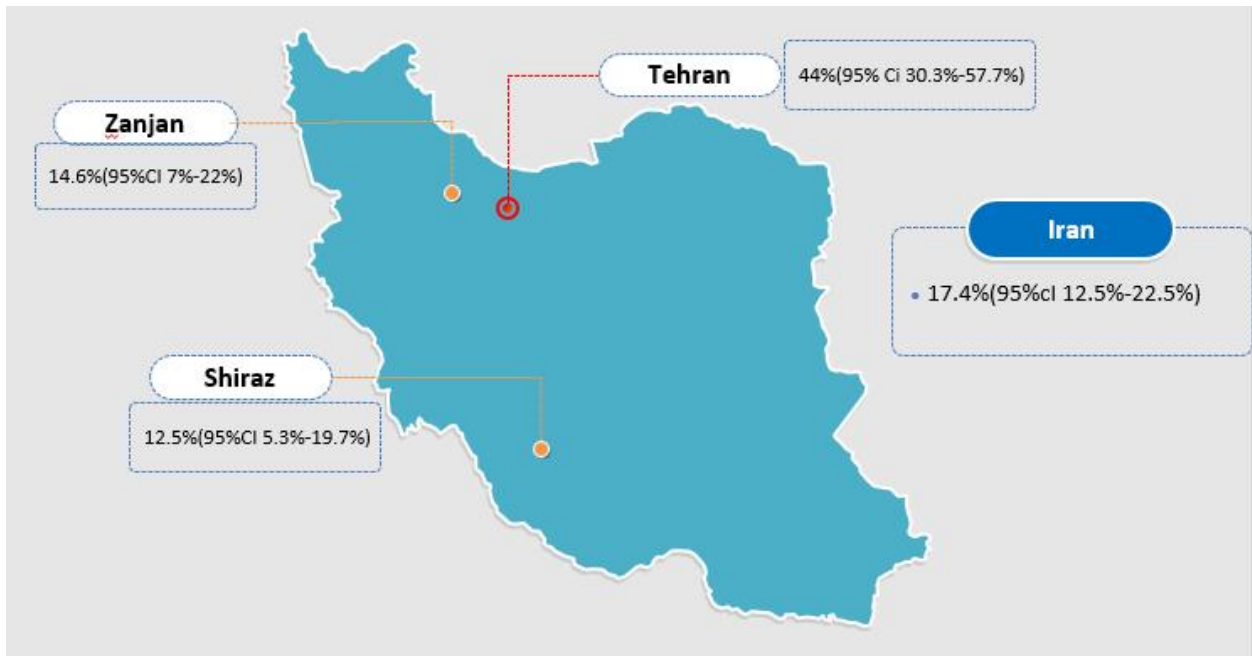 Tehran
44%(95% Ci 30.3%-57.7%)
Zanjan
14.6%(95%CI 7%-22%)
Iran
• 17.4%(95%cI 12.5%-22.5%)
Shiraz
12.5%(95%CI 5.3%-19.7%)